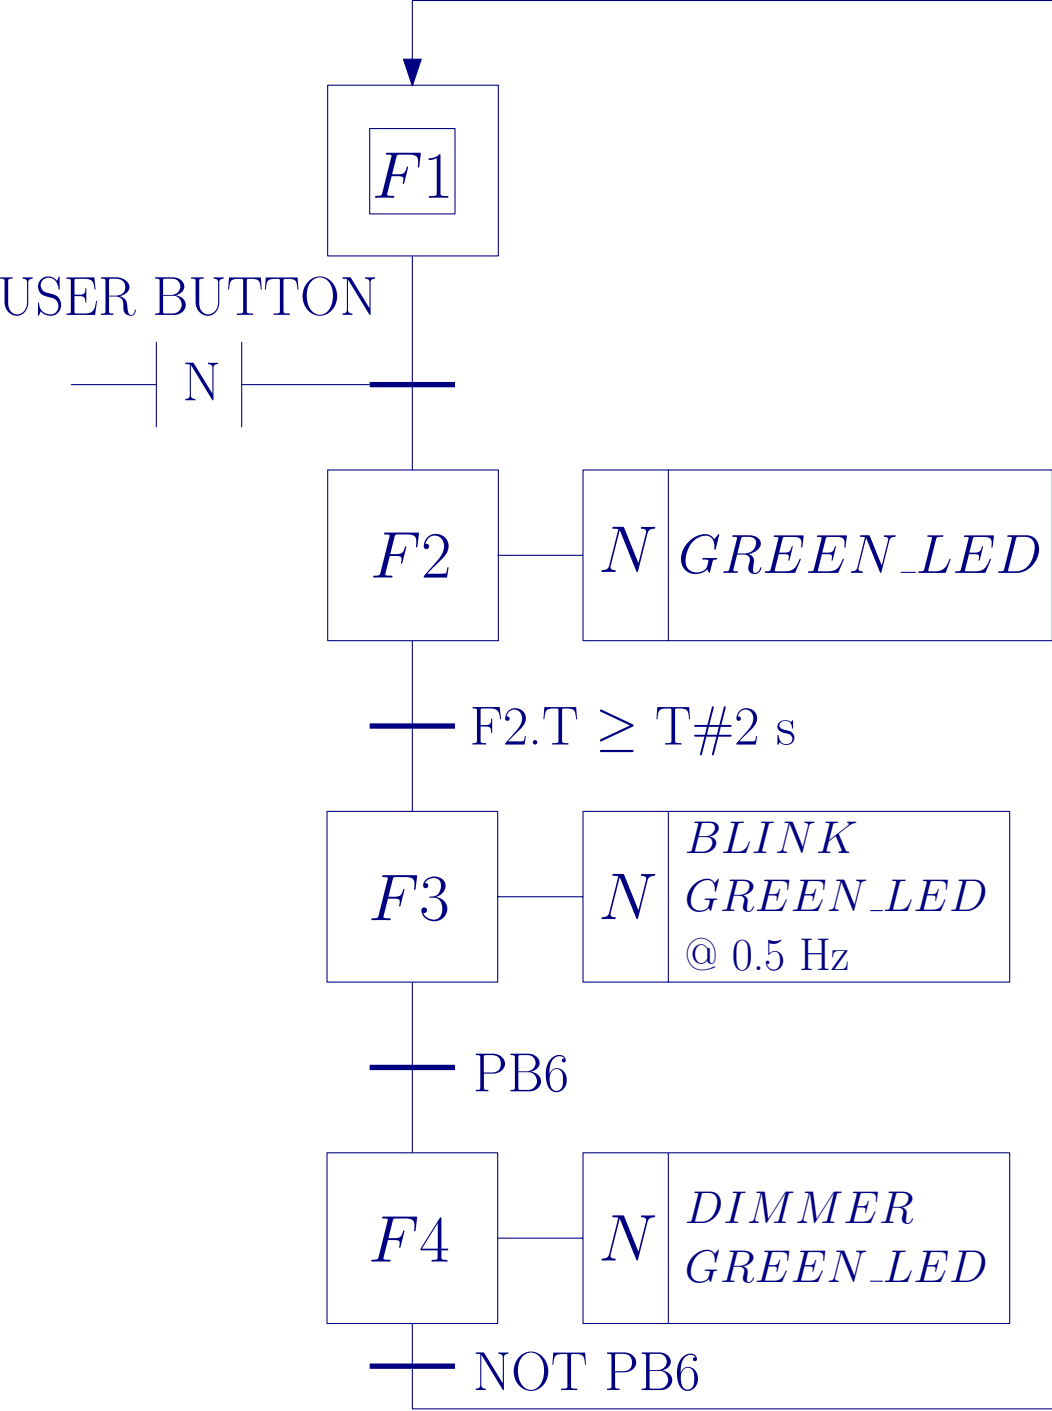 F1
USER BUTTON
N
F2
N
GREEN_LED
F2.T ≥ T#2 s
F3
N
BLINK
GREEN_LED
@ 0.5 Hz
PB6
F4
N
DIMMER
GREEN_LED
NOT PB6